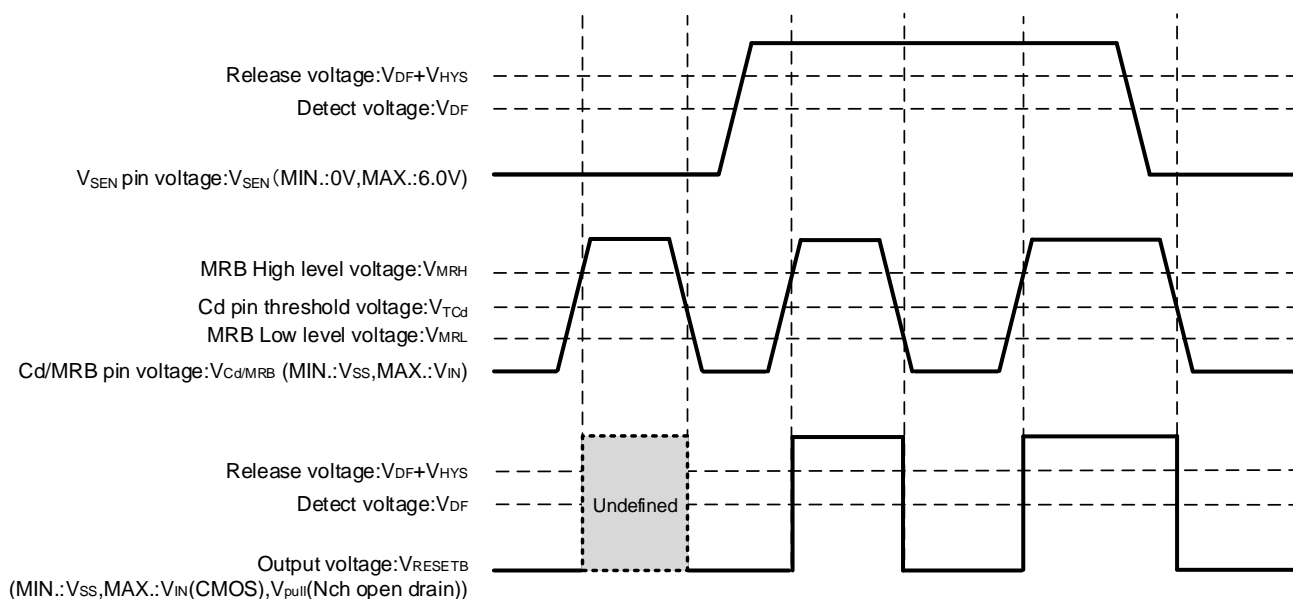 Release voltage:VDF+VHYS
Detect voltage:VDF
VSEN pin voltage:VSEN(MIN.:0V,MAX.:6.0V)
MRB High level voltage:VMRH
Cd pin threshold voltage:VTCd
MRB Low level voltage:VMRL
Cd/MRB pin voltage:VCd/MRB (MIN.:VSS,MAX.:VIN)
Release voltage:VDF+VHYS
Detect voltage:VDF
Undefined
Output voltage:VRESETB
(MIN.:VSS,MAX.:VIN(CMOS),Vpull(Nch open drain))